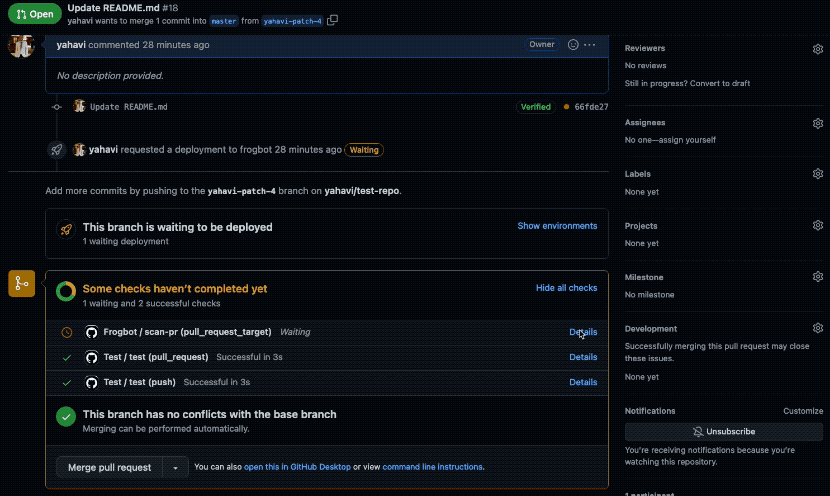 Open
Update README.md #18
yahavi wants to merge 1 commit into master from yahavi-patch-4
yahavi commented 28 minutes ago
Owner
No description provided.
Update README.md
Verified
66fde27
yahavi requested a deployment to frogbot 28 minutes ago Waiting
Add more commits by pushing to the yahavi-patch-4 branch on yahavi/test-repo.
This branch is waiting to be deployed
1 waiting deployment
Show environments
Some checks haven't completed yet
1 waiting and 2 successful checks
Hide all checks
Frogbot / scan-pr (pull_request_target) Waiting
Details
Test / test (pull_request) Successful in 3s
Details
Test / test (push) Successful in 3s
Details
This branch has no conflicts with the base branch
Merging can be performed automatically.
Merge pull request
You can also open this in GitHub Desktop or view command line instructions.
Reviewers
No reviews
Still in progress? Convert to draft
Assignees
No one—assign yourself
Labels
None yet
Projects
None yet
Milestone
No milestone
Development
Successfully merging this pull request may close
these issues.
None yet
Notifications
Customize
Unsubscribe
You're receiving notifications because you're
watching this repository.
1 participant